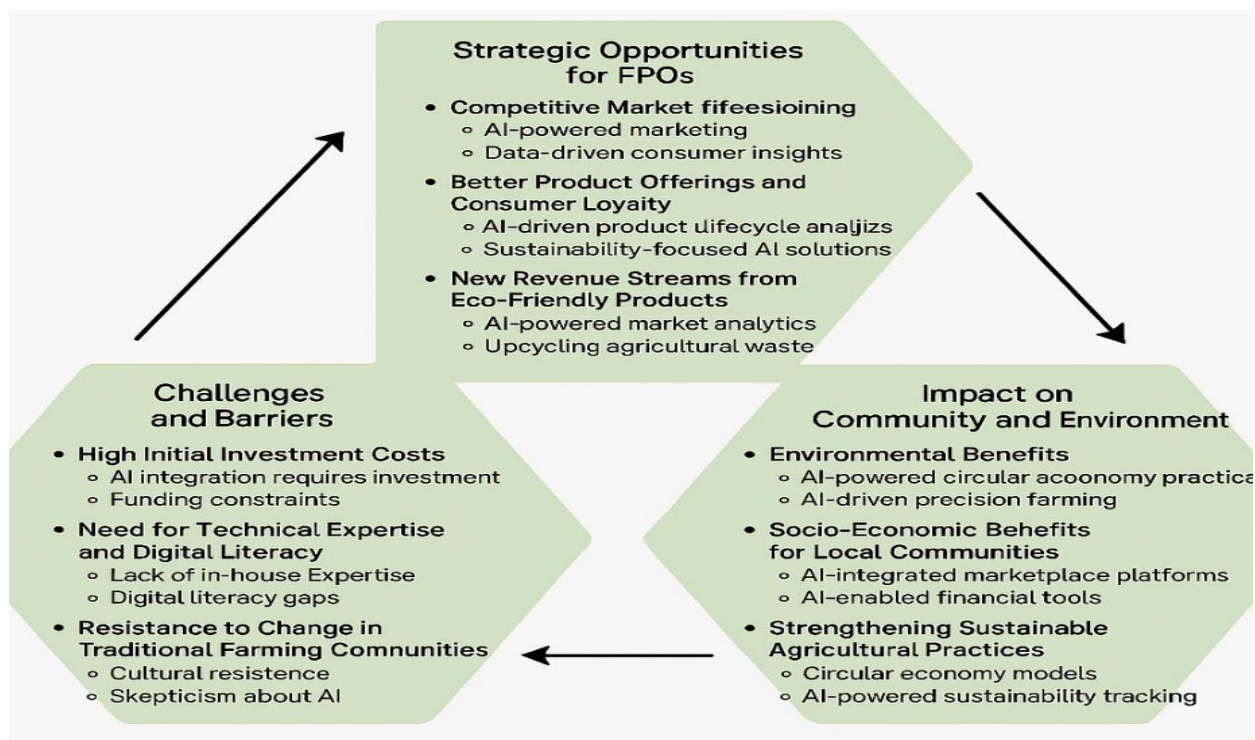 Strategic Opportunities
for FPOs
• Competitive Market fifeesioining
∘ AI-powered marketing
∘ Data-driven consumer insights
• Better Product Offerings and
Consumer Loyaity
∘ AI-driven product ɩlifecycle analjizs
∘ Sustainability-focused AI solutions
• New Revenue Streams from
Eco-Friendly Products
∘ AI-powered market analytics
∘ Upcycling agricultural waste
Challenges
and Barriers
• High Initial Investment Costs
∘ AI integration requires investment
∘ Funding constraints
• Need for Technical Expertise
and Digital Literacy
∘ Lack of in-house Expertise
∘ Digital literacy gaps
• Resistance to Change in
Traditional Farming Comnunities
∘ Cultural resistence
∘ Skepticism about AI
Impact on
Community and Environment
• Environmental Benefits
∘ AI-powered circular acoonomy practica
∘ AI-driven precision farming
• Socio-Economic Behefits
for Local Communities
∘ AI-integrated marketplace platforms
∘ AI-enabled financial tools
• Strengthening Sustainable
Agricultural Practices
∘ Circular economy models
∘ AI-powered sustainability tracking